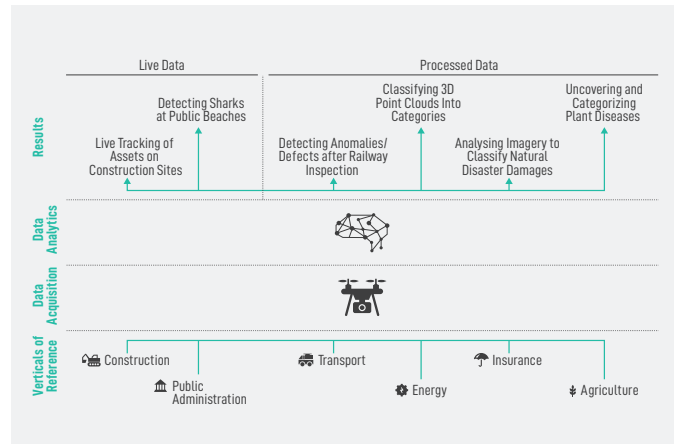 Live Data
Processed Data
Results
Live Tracking of
Assets on
Construction Sites
Detecting Sharks
at Public Beaches
Detecting Anomalies/
Defects after Railway
Inspection
Classifying 3D
Point Clouds Into
Categories
Analysing Imagery to
Classify Natural
Disaster Damages
Uncovering and
Categorizing
Plant Diseases
Data
Analytics
Data
Acquisition
Verticals of
Reference
Construction
Public
Administration
Transport
Energy
Insurance
Agriculture